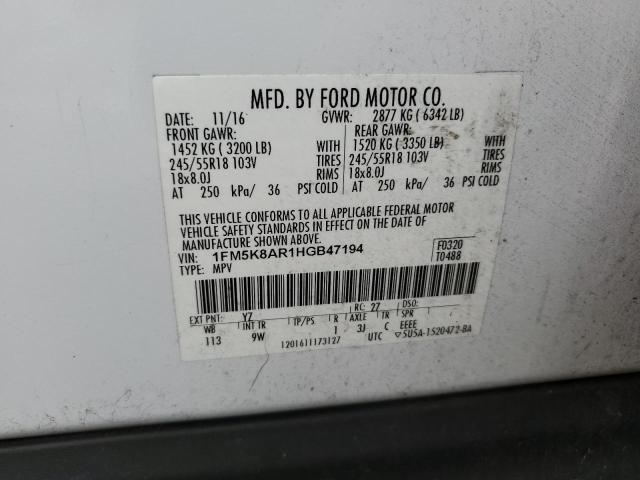 MFD. BY FORD MOTOR CO.
DATE: 11/16 GVWR: 2877 KG ( 6342 LB)
FRONT GAWR: REAR GAWR:
1452 KG ( 3200 LB) 1520 KG ( 3350 LB)
245/55R18 103V TIRES 245/55R18 103V TIRES
18x8.0J RIMS 18x8.0J RIMS
AT 250 kPa/ 36 PSI COLD AT 250 kPa/ 36 PSI COLD
THIS VEHICLE CONFORMS TO ALL APPLICABLE FEDERAL MOTOR
VEHICLE SAFETY STANDARDS IN EFFECT ON THE DATE OF
MANUFACTURE SHOWN ABOVE.
VIN: 1FM5K8AR1HGB47194 F0320
TYPE: MPV T0488
EXT PNT: YZ RC: 27 DSO:
WB INT TR TP/PS R AXLE TR SPR
113 9W 1 3J C EEEE
1201611173127 UTC ▽5U5A-1520472-BA